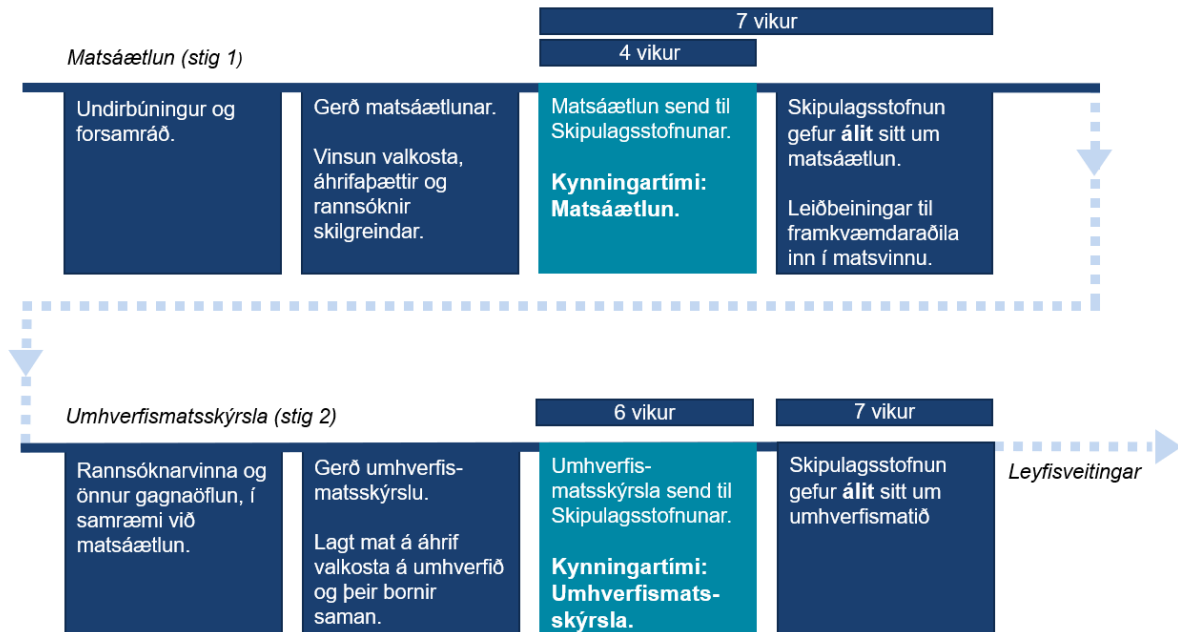 7 vikur
Matsáætlun (stig 1)
4 vikur
Undirbúningur og
forsamráð.
Gerð matsáætlunar.
Vinsun valkosta,
áhrifaþættir og
rannsóknir
skilgreindar.
Matsáætlun send til
Skipulagsstofnunar.
Kynningartími:
Matsáætlun.
Skipulagsstofnun
gefur álit sitt um
matsáætlun.
Leiðbeiningar til
framkvæmdaraðila
inn í matsvinnu.
Umhverfismatsskýrsla (stig 2)
6 vikur
7 vikur
Rannsóknarvinna og
önnur gagnaöflun, í
samræmi við
matsáætlun.
Gerð umhverfis-
matsskýrslu.
Lagt mat á áhrif
valkosta á umhverfið
og þeir bornir
saman.
Umhverfis-
matsskýrsla send til
Skipulagsstofnunar.
Kynningartími:
Umhverfismats-
skýrsla.
Skipulagsstofnun
gefur álit sitt um
umhverfismatið
Leyfisveitingar